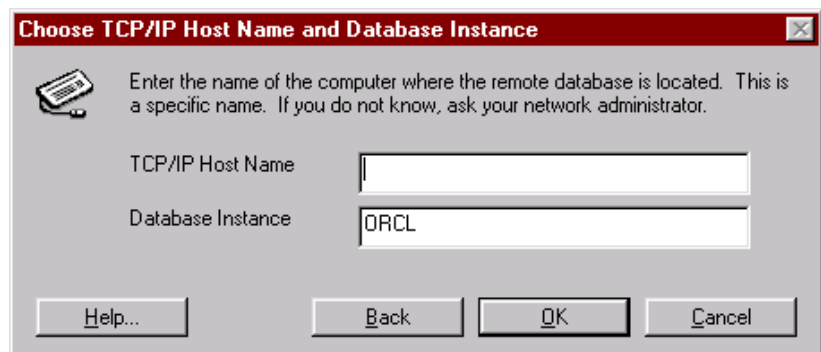 Choose TCP/IP Host Name and Database Instance
Enter the name of the computer where the remote database is located.  This is
a specific name.  If you do not know, ask your network administrator.
TCP/IP Host Name
Database Instance
ORCL
Help...
Back
OK
Cancel